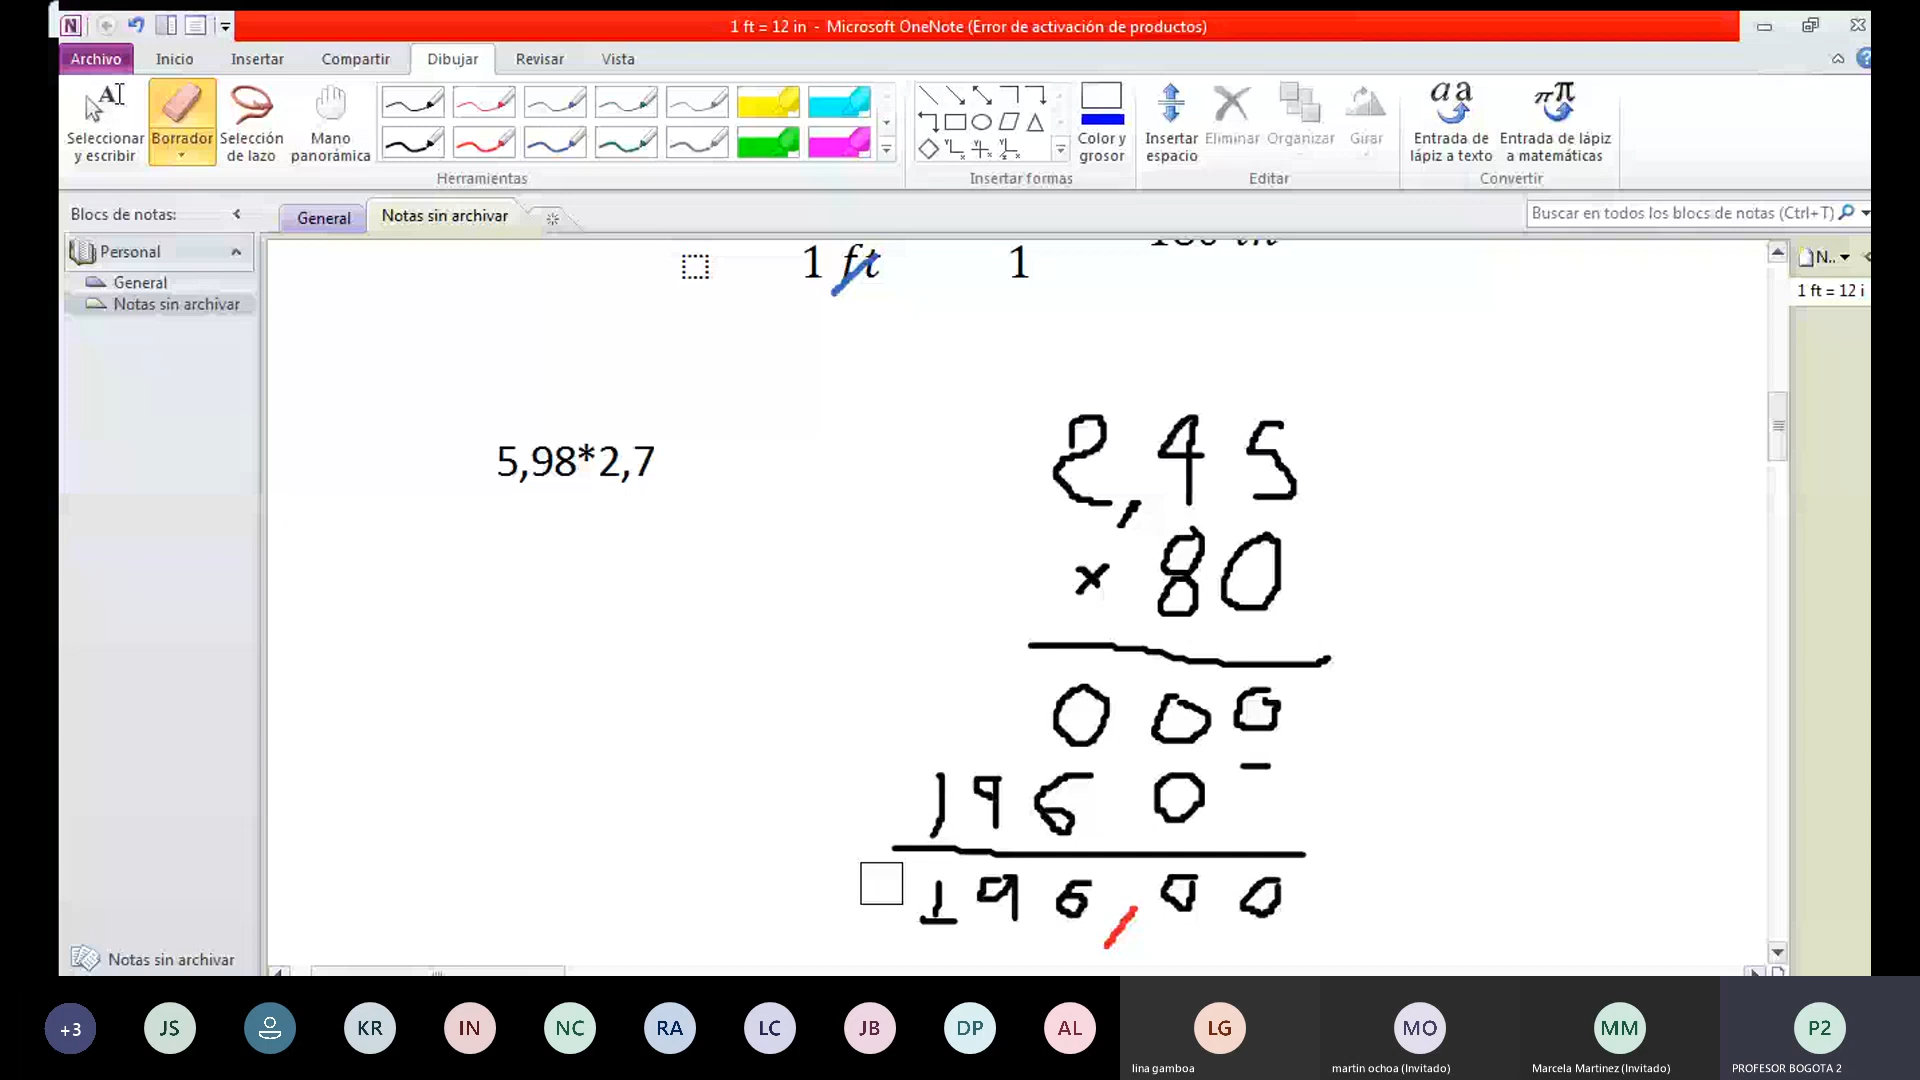 1 ft = 12 in - Microsoft OneNote (Error de activación de productos)
Archivo Inicio Insertar Compartir Dibujar Revisar Vista
Seleccionar y escribir
Borrador
Selección de lazo
Mano panorámica
Color y grosor
Insertar espacio
Eliminar
Organizar
Girar
Entrada de lápiz a texto
Entrada de lápiz a matemáticas
Herramientas Insertar formas Editar Convertir
Blocs de notas:
General Notas sin archivar
Buscar en todos los blocs de notas (Ctrl+T)
Personal
General
Notas sin archivar
N..
1 ft = 12 i
1 ft 1
5,98*2,7
2,45
× 80
000
1960
196,00
Notas sin archivar
+3 JS KR IN NC RA LC JB DP AL LG MO MM P2
lina gamboa
martin ochoa (Invitado)
Marcela Martinez (Invitado)
PROFESOR BOGOTA 2